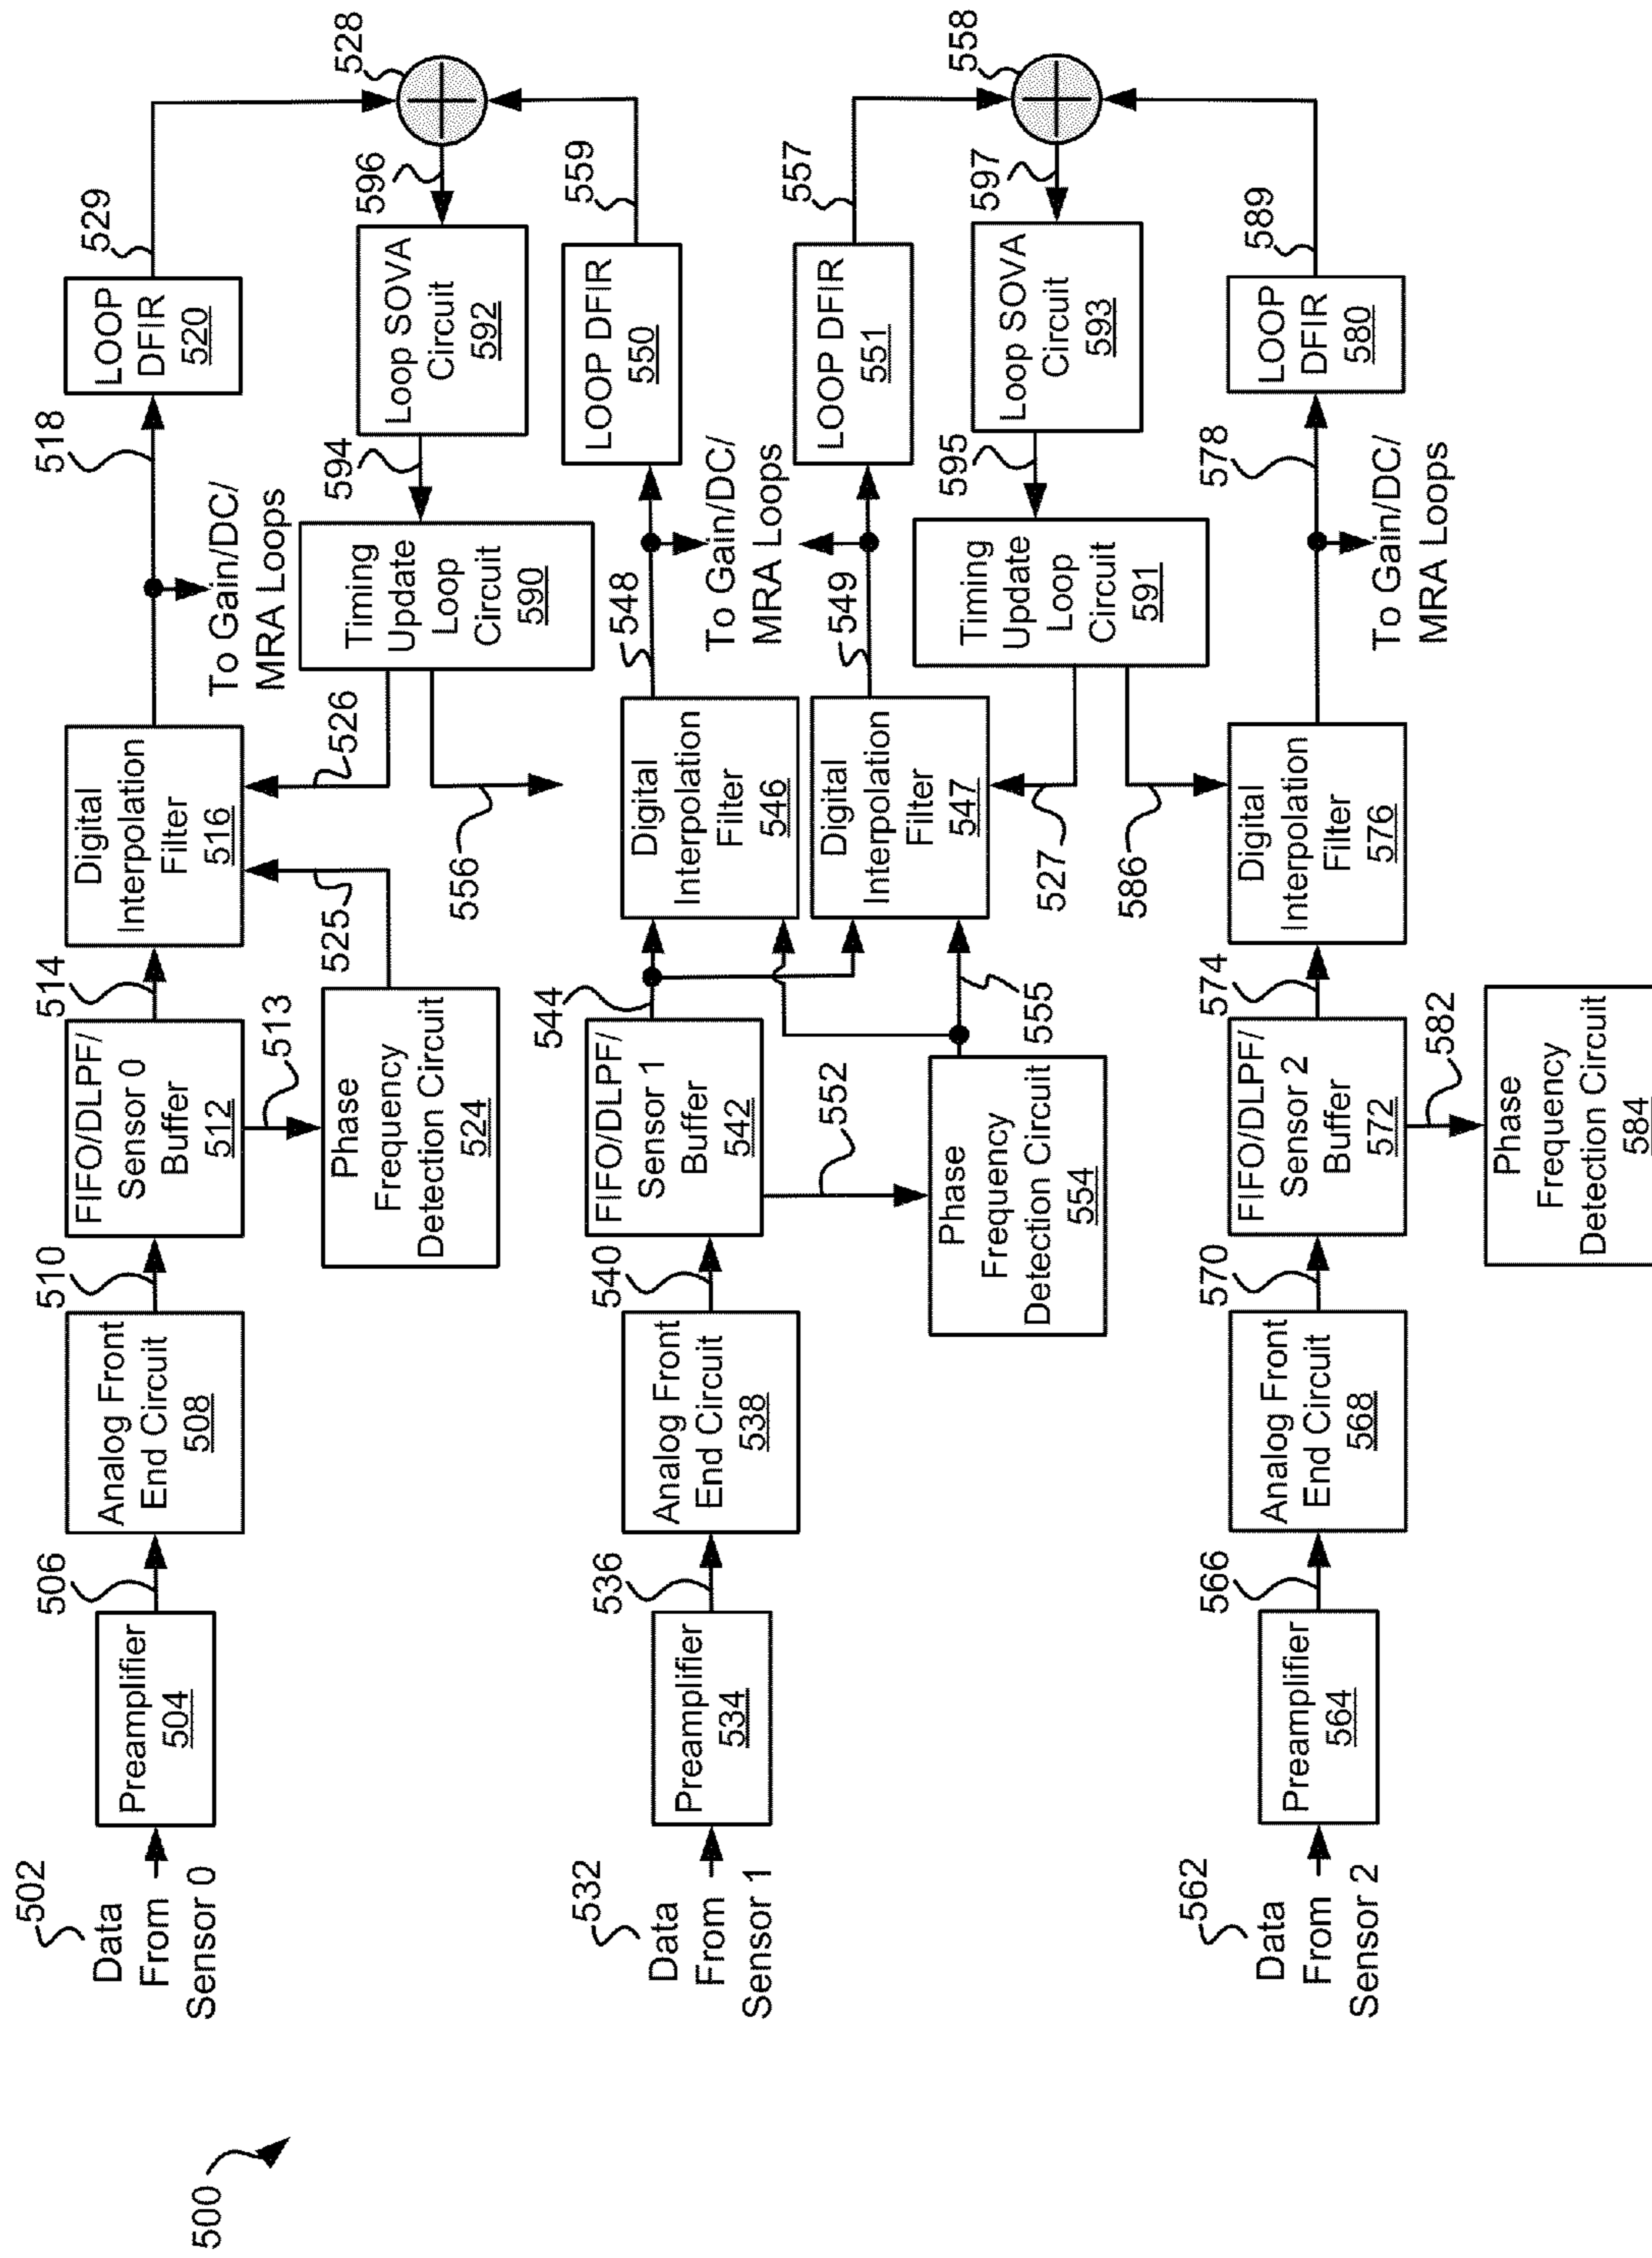 500
502
Data
From
Sensor 0
Preamplifier
504
506
Analog Front
End Circuit
508
510
FIFO/DLPF/
Sensor 0
Buffer
512
513
514
Phase
Frequency
Detection Circuit
524
525
Digital
Interpolation
Filter
516
526
To Gain/DC/
MRA Loops
518
LOOP
DFIR
520
529
528
596
Loop SOVA
Circuit
592
594
Timing
Update
Loop
Circuit
590
556
532
Data
From
Sensor 1
Preamplifier
534
536
Analog Front
End Circuit
538
540
FIFO/DLPF/
Sensor 1
Buffer
542
544
552
Phase
Frequency
Detection Circuit
554
555
Digital
Interpolation
Filter
546
548
Digital
Interpolation
Filter
547
549
To Gain/DC/
MRA Loops
LOOP DFIR
550
559
LOOP DFIR
551
557
558
597
Loop SOVA
Circuit
593
595
Timing
Update
Loop
Circuit
591
527
586
562
Data
From
Sensor 2
Preamplifier
564
566
Analog Front
End Circuit
568
570
FIFO/DLPF/
Sensor 2
Buffer
572
574
582
Phase
Frequency
Detection Circuit
584
Digital
Interpolation
Filter
576
578
To Gain/DC/
MRA Loops
LOOP
DFIR
580
589